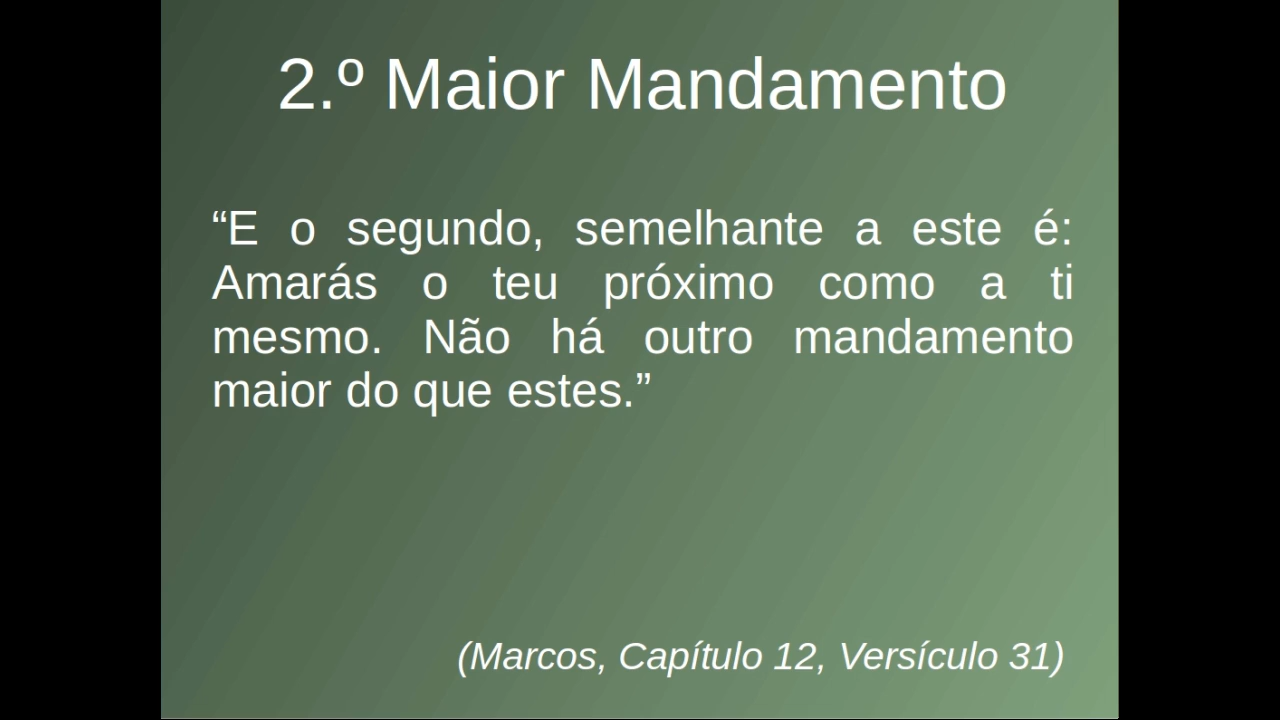 2.º Maior Mandamento
“E o segundo, semelhante a este é:
Amarás o teu próximo como a ti
mesmo. Não há outro mandamento
maior do que estes.”
(Marcos, Capítulo 12, Versículo 31)